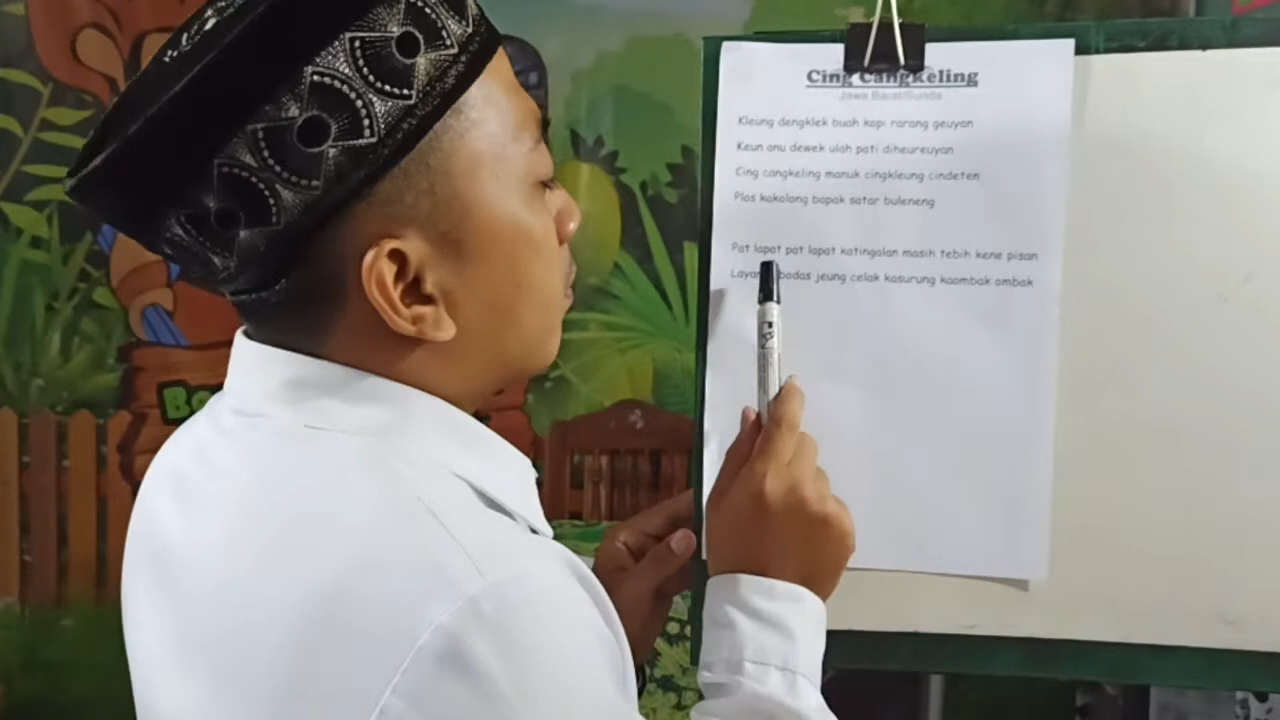 Cing Cangkeling
Jawa Barat/Sunda
Kleung dengklek buah kopi rarang geuyan
Keun anu dewek ulah pati diheureuyan
Cing cangkeling manuk cingkleung cindeten
Plos kakolong bapak satar buleneng
Pat lapat pat lapat katingalan masih tebih kene pisan
badas jeung celak kasurung kaombak ombak